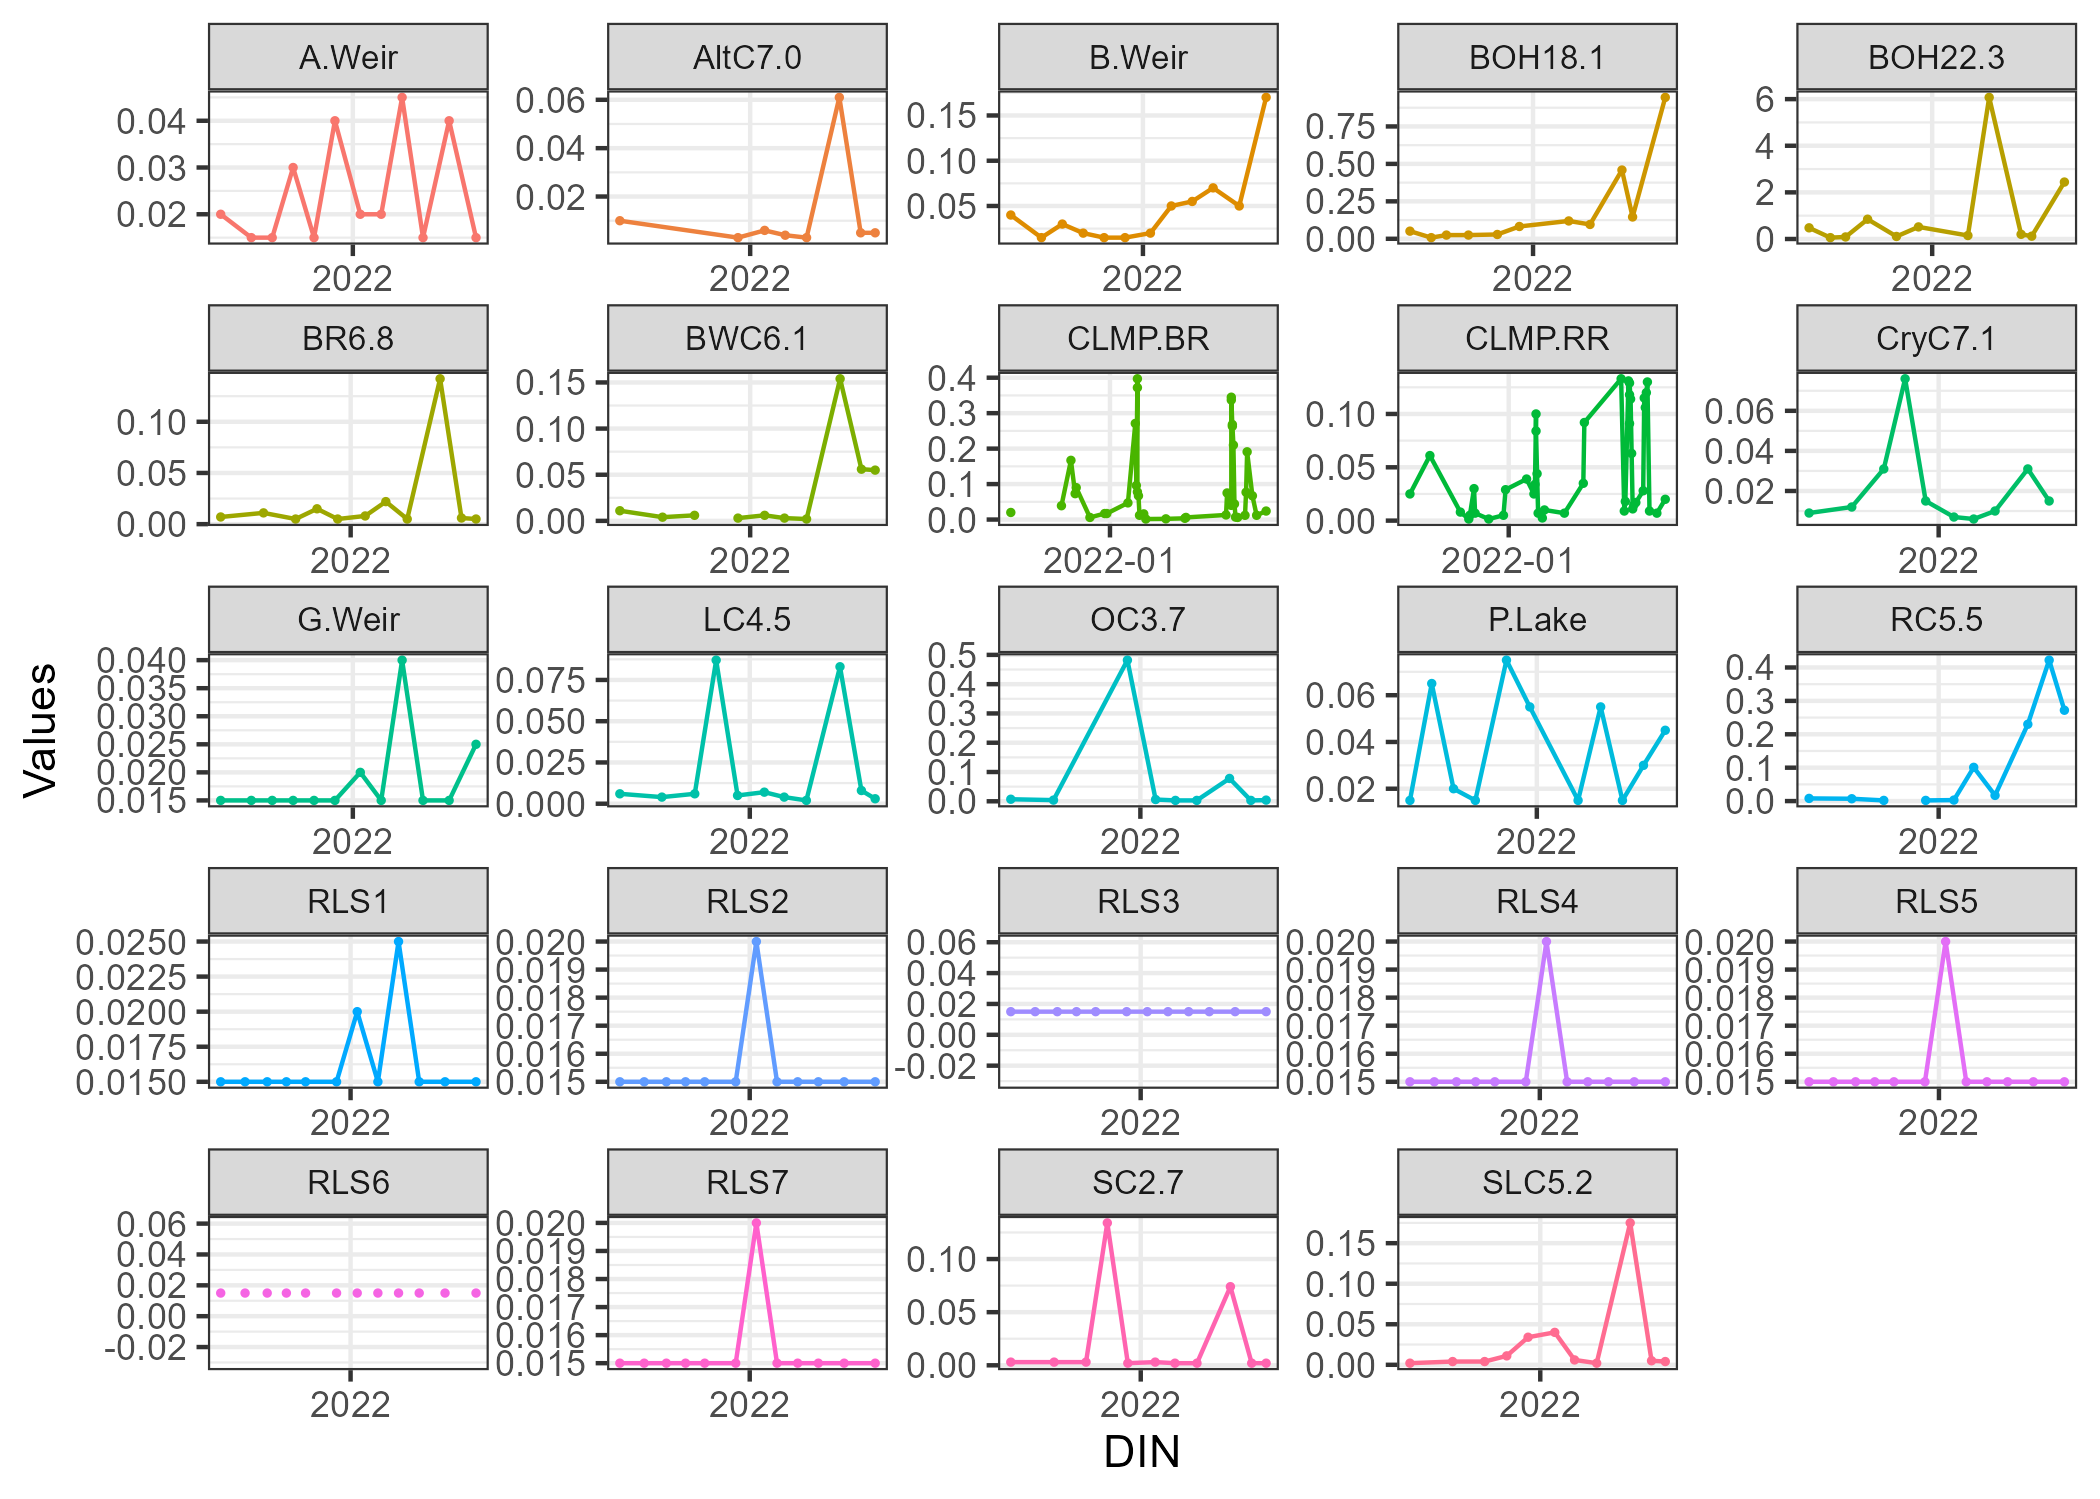 A.Weir AltC7.0 B.Weir BOH18.1 BOH22.3
0.04 0.03 0.02
0.06 0.04 0.02
0.15 0.10 0.05
0.75 0.50 0.25 0.00
6 4 2 0
2022 2022 2022 2022 2022
BR6.8 BWC6.1 CLMP.BR CLMP.RR CryC7.1
0.10 0.05 0.00
0.15 0.10 0.05 0.00
0.4 0.3 0.2 0.1 0.0
0.10 0.05 0.00
0.06 0.04 0.02
2022 2022 2022-01 2022-01 2022
G.Weir LC4.5 OC3.7 P.Lake RC5.5
0.040 0.035 0.030 0.025 0.020 0.015
0.075 0.050 0.025 0.000
0.5 0.4 0.3 0.2 0.1 0.0
0.06 0.04 0.02
0.4 0.3 0.2 0.1 0.0
2022 2022 2022 2022 2022
Values
RLS1 RLS2 RLS3 RLS4 RLS5
0.0250 0.0225 0.0200 0.0175 0.0150
0.020 0.019 0.018 0.017 0.016 0.015
0.06 0.04 0.02 0.00 -0.02
0.020 0.019 0.018 0.017 0.016 0.015
0.020 0.019 0.018 0.017 0.016 0.015
2022 2022 2022 2022 2022
RLS6 RLS7 SC2.7 SLC5.2
0.06 0.04 0.02 0.00 -0.02
0.020 0.019 0.018 0.017 0.016 0.015
0.10 0.05 0.00
0.15 0.10 0.05 0.00
2022 2022 2022 2022
DIN